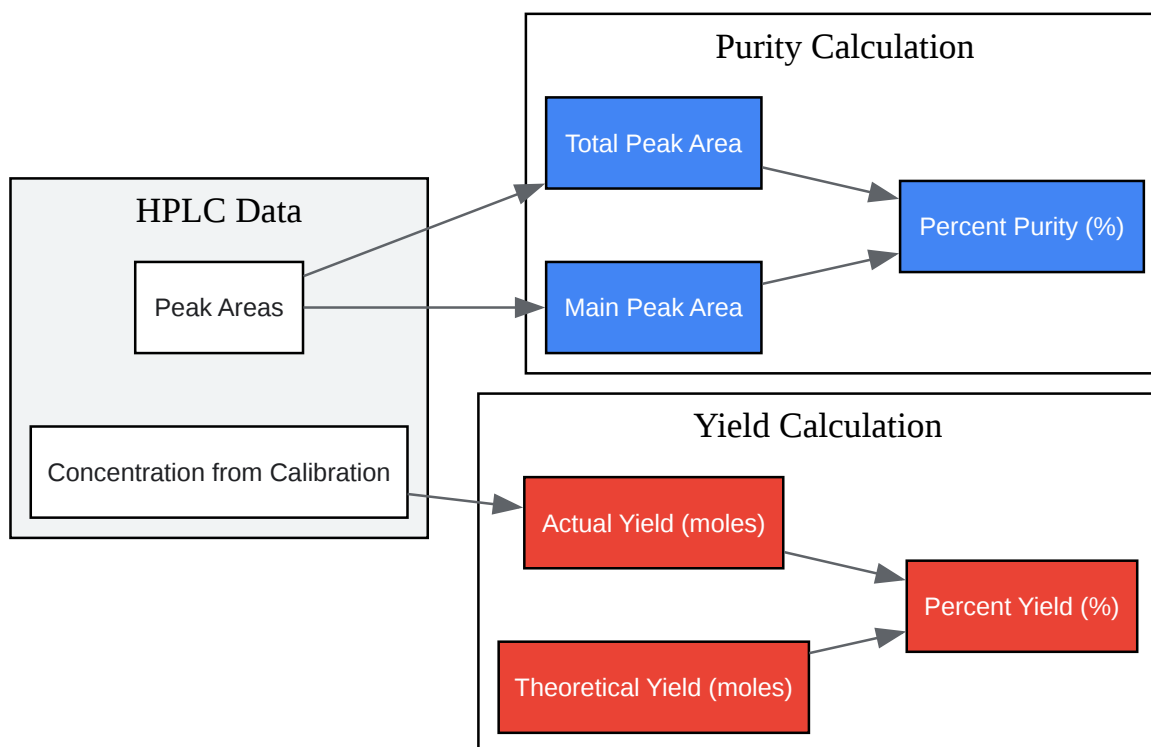 HPLC Data
Peak Areas
Concentration from Calibration
Purity Calculation
Total Peak Area
Main Peak Area
Percent Purity (%)
Yield Calculation
Actual Yield (moles)
Theoretical Yield (moles)
Percent Yield (%)